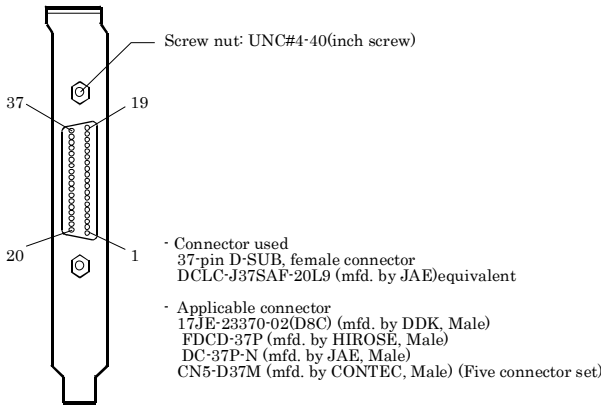 Screw nut: UNC#4-40(inch screw)
37
19
20
1
- Connector used
37-pin D-SUB, female connector
DCLC-J37SAF-20L9 (mfd. by JAE)equivalent
- Applicable connector
17JE-23370-02(D8C) (mfd. by DDK, Male)
FDCD-37P (mfd. by HIROSE, Male)
DC-37P-N (mfd. by JAE, Male)
CN5-D37M (mfd. by CONTEC, Male) (Five connector set)